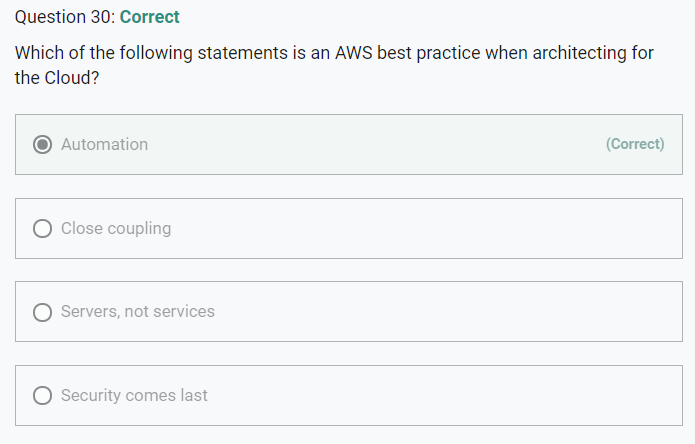 Question 30: Correct
Which of the following statements is an AWS best practice when architecting for
the Cloud?
Automation (Correct)
Close coupling
Servers, not services
Security comes last